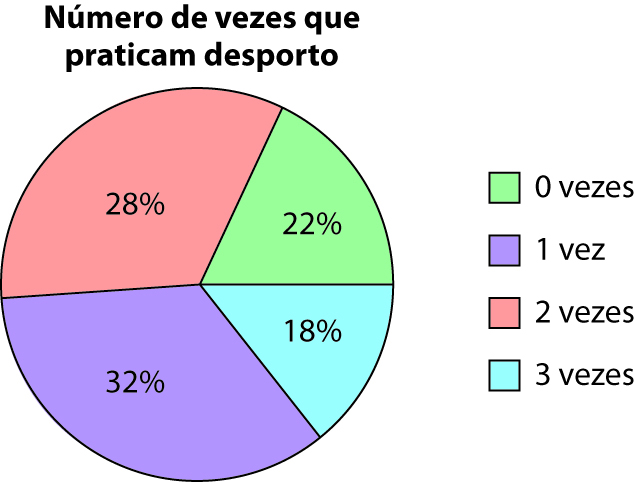 Número de vezes que
praticam desporto
28%
22%
18%
32%
0 vezes
1 vez
2 vezes
3 vezes